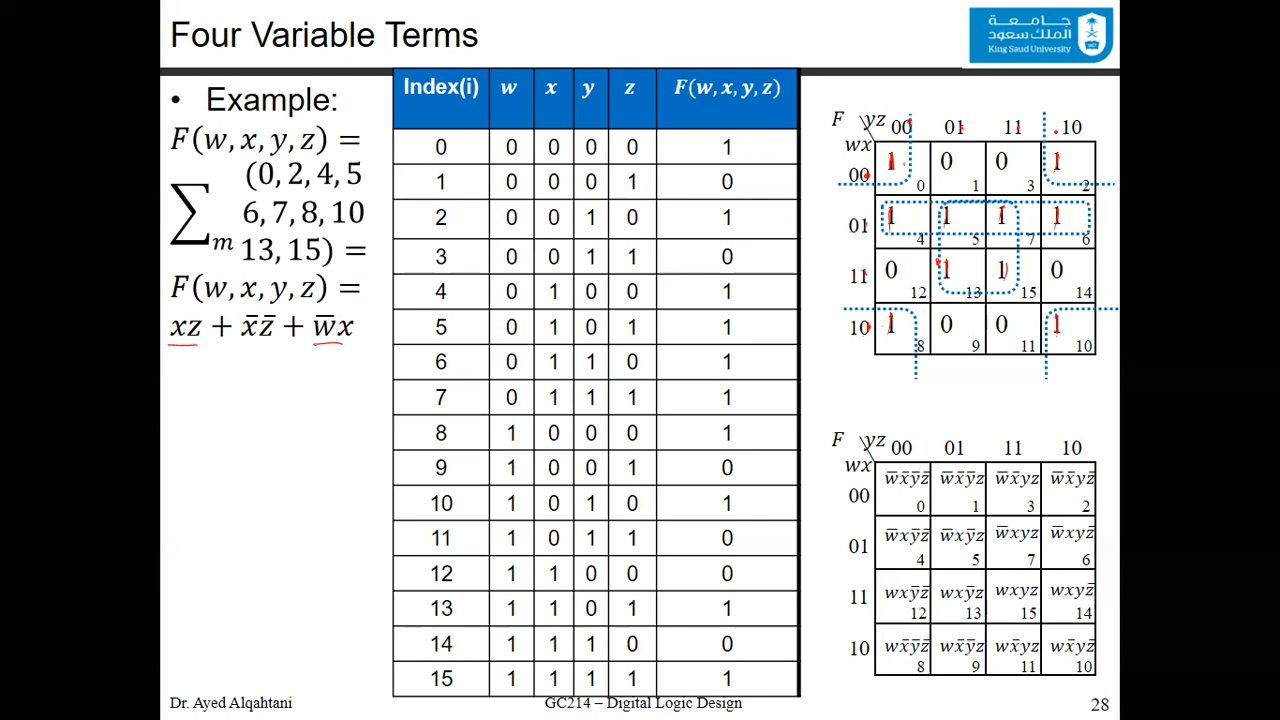 Four Variable Terms
جامعة
الملك سعود
King Saud University
• Example:
F(w, x, y, z) =
∑m (0, 2, 4, 5
6, 7, 8, 10
13, 15) =
F(w, x, y, z) =
xz + x̄z̄ + w̄x
Index(i) w x y z F(w, x, y, z)
0 0 0 0 0 1
1 0 0 0 1 0
2 0 0 1 0 1
3 0 0 1 1 0
4 0 1 0 0 1
5 0 1 0 1 1
6 0 1 1 0 1
7 0 1 1 1 1
8 1 0 0 0 1
9 1 0 0 1 0
10 1 0 1 0 1
11 1 0 1 1 0
12 1 1 0 0 0
13 1 1 0 1 1
14 1 1 1 0 0
15 1 1 1 1 1
F yz 00 01 11 10
wx
00 1 0 0 1
0 1 3 2
01 1 1 1 1
4 5 7 6
11 0 1 1 0
12 13 15 14
10 1 0 0 1
8 9 11 10
F yz 00 01 11 10
wx
00 w̄x̄ȳz̄ w̄x̄ȳz w̄x̄yz w̄x̄yz̄
0 1 3 2
01 w̄xȳz̄ w̄xȳz w̄xyz w̄xyz̄
4 5 7 6
11 wxȳz̄ wxȳz wxyz wxyz̄
12 13 15 14
10 wx̄ȳz̄ wx̄ȳz wx̄yz wx̄yz̄
8 9 11 10
Dr. Ayed Alqahtani GC214 – Digital Logic Design 28